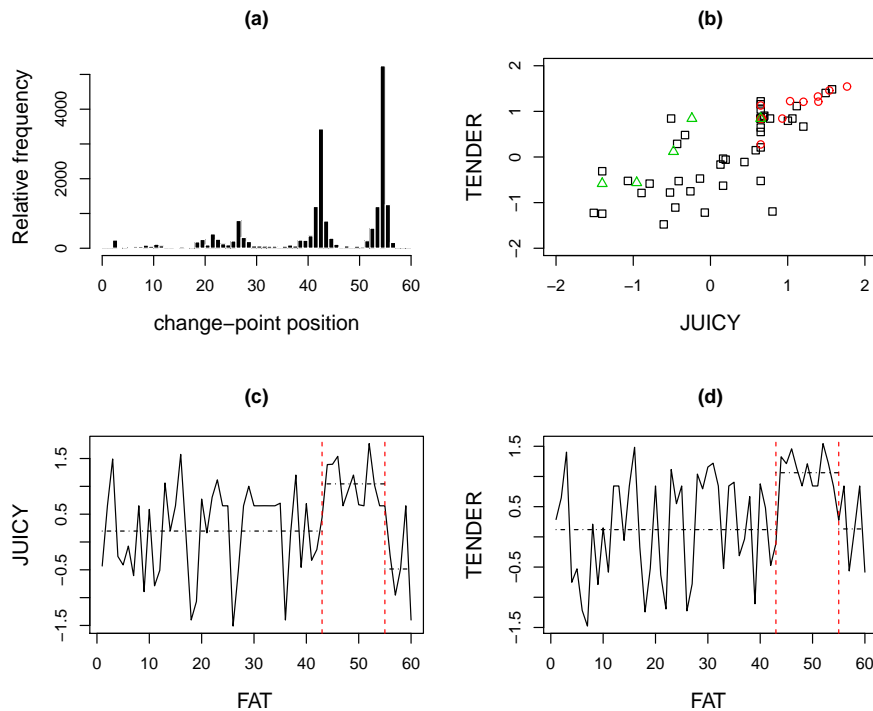 (a)
Relative frequency
0 2000 4000
0 10 20 30 40 50 60
change−point position
(b)
TENDER
−2 −1 0 1 2
−2 −1 0 1 2
JUICY
(c)
JUICY
−1.5 −0.5 0.5 1.5
0 10 20 30 40 50 60
FAT
(d)
TENDER
−1.5 −0.5 0.5 1.5
0 10 20 30 40 50 60
FAT